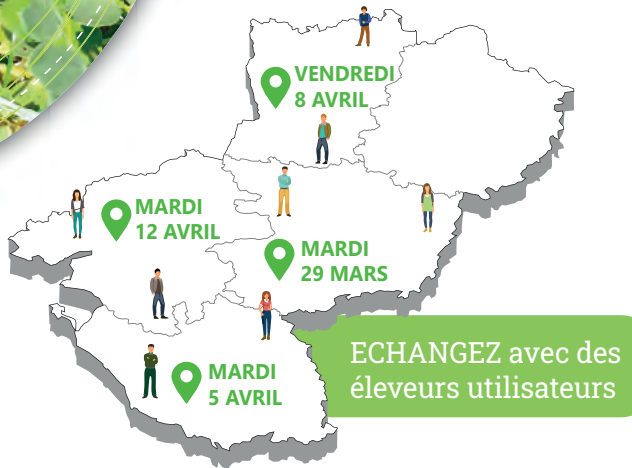 VENDREDI
8 AVRIL
MARDI
12 AVRIL
MARDI
29 MARS
MARDI
5 AVRIL
ECHANGEZ avec des
éleveurs utilisateurs